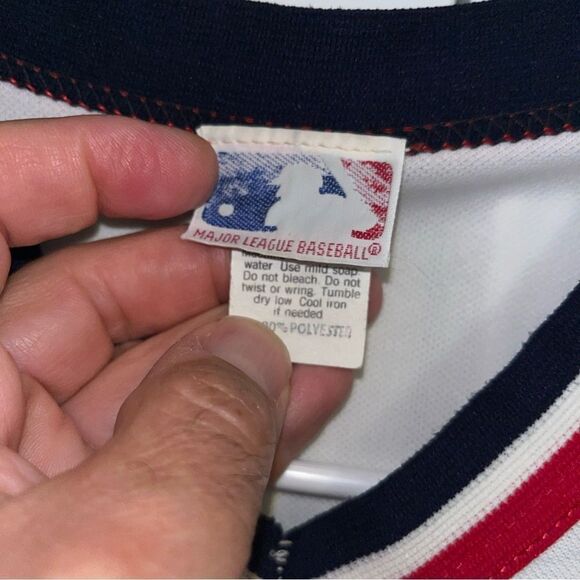 MAJOR LEAGUE BASEBALL®
water. Use mild soap.
Do not bleach. Do not
twist or wring. Tumble
dry low. Cool iron
if needed
POLYESTER